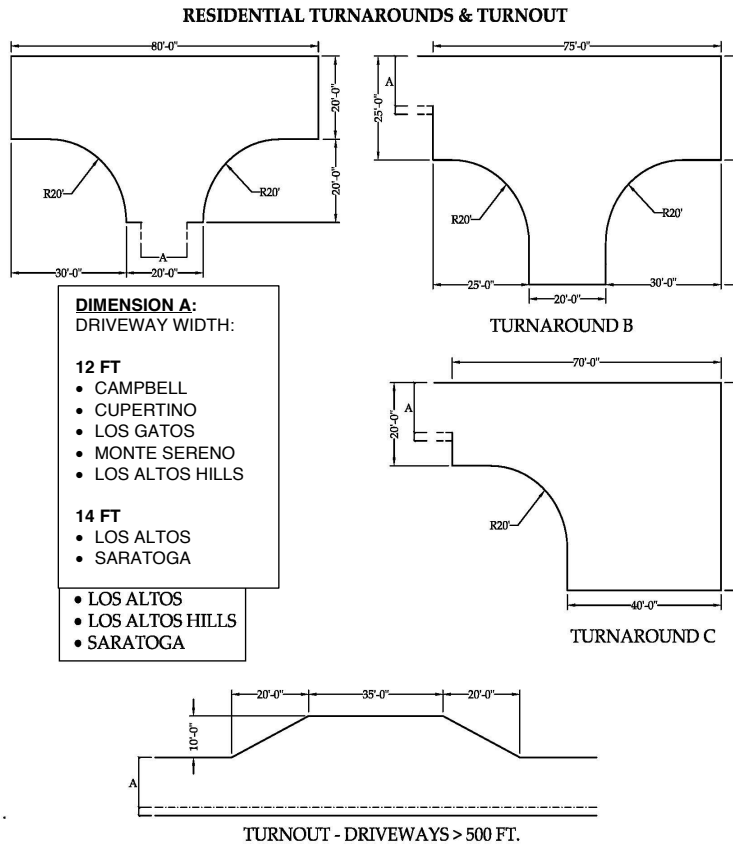 RESIDENTIAL TURNAROUNDS & TURNOUT
80'-0"
20'-0"
20'-0"
R20'
R20'
A
30'-0"
20'-0"
75'-0"
A
25'-0"
R20'
R20'
25'-0"
30'-0"
20'-0"
TURNAROUND B
DIMENSION A:
DRIVEWAY WIDTH:
12 FT
• CAMPBELL
• CUPERTINO
• LOS GATOS
• MONTE SERENO
• LOS ALTOS HILLS
14 FT
• LOS ALTOS
• SARATOGA
• LOS ALTOS
• LOS ALTOS HILLS
• SARATOGA
70'-0"
A
20'-0"
R20'
40'-0"
TURNAROUND C
20'-0"
35'-0"
20'-0"
10'-0"
A
TURNOUT - DRIVEWAYS > 500 FT.